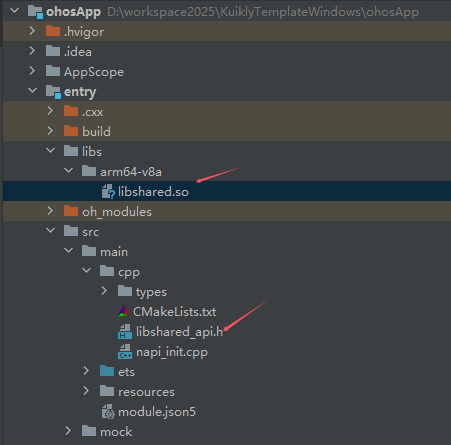 ohosApp D:\workspace2025\KuiklyTemplateWindows\ohosApp
.hvigor
.idea
AppScope
entry
.cxx
build
libs
arm64-v8a
libshared.so
oh_modules
src
main
cpp
types
CMakeLists.txt
libshared_api.h
napi_init.cpp
ets
resources
module.json5
mock